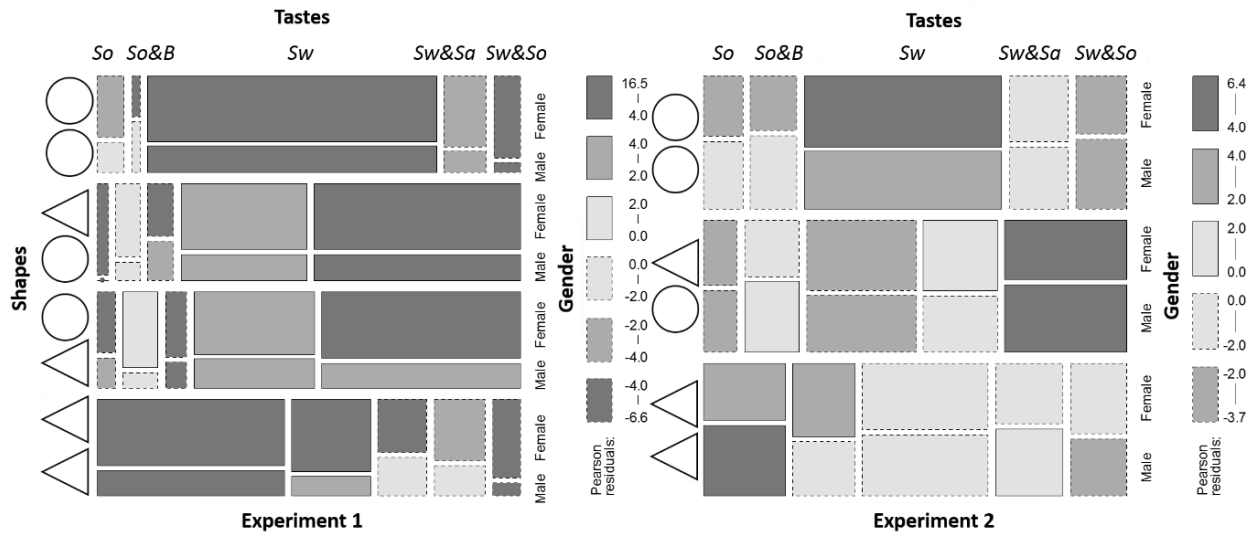 Tastes
So So&B Sw Sw&Sa Sw&So
Shapes
Female
Male
Female
Male
Female
Male
Female
Male
Gender
16.5
4.0
4.0
2.0
2.0
0.0
0.0
-2.0
-2.0
-4.0
-4.0
-6.6
Pearson
residuals:
Experiment 1
Tastes
So So&B Sw Sw&Sa Sw&So
Female
Male
Female
Male
Female
Male
Gender
6.4
4.0
4.0
2.0
2.0
0.0
0.0
-2.0
-2.0
-3.7
Pearson
residuals:
Experiment 2